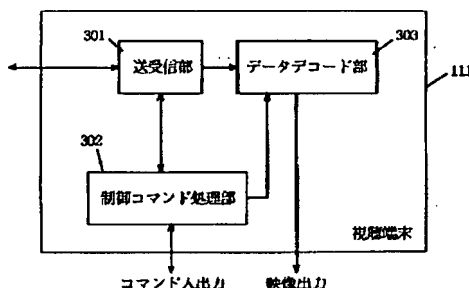 301
送受信部
303
データデコード部
111
302
制御コマンド処理部
視聴端末
コマンド入出力
映像出力